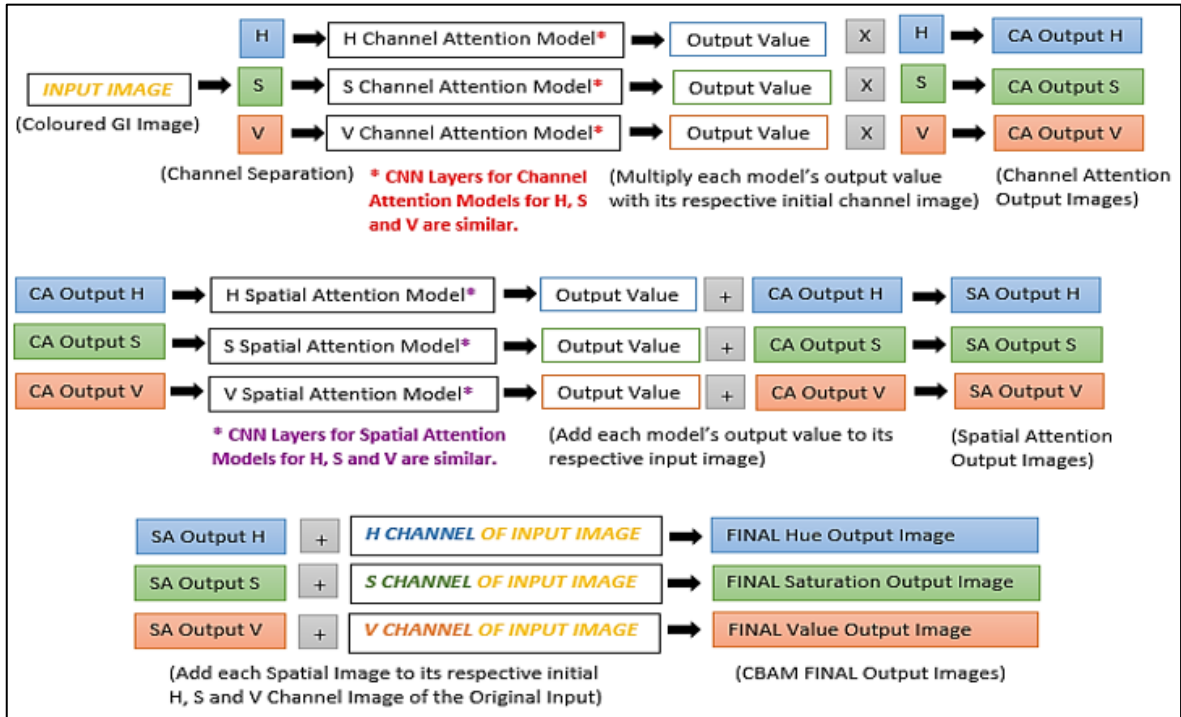 H H Channel Attention Model* Output Value X H CA Output H
INPUT IMAGE S S Channel Attention Model* Output Value X S CA Output S
(Coloured GI Image) V V Channel Attention Model* Output Value X V CA Output V
(Channel Separation)
* CNN Layers for Channel
Attention Models for H, S
and V are similar.
(Multiply each model's output value
with its respective initial channel image)
(Channel Attention
Output Images)
CA Output H H Spatial Attention Model* Output Value + CA Output H SA Output H
CA Output S S Spatial Attention Model* Output Value + CA Output S SA Output S
CA Output V V Spatial Attention Model* Output Value + CA Output V SA Output V
* CNN Layers for Spatial Attention
Models for H, S and V are similar.
(Add each model's output value to its
respective input image)
(Spatial Attention
Output Images)
SA Output H + H CHANNEL OF INPUT IMAGE FINAL Hue Output Image
SA Output S + S CHANNEL OF INPUT IMAGE FINAL Saturation Output Image
SA Output V + V CHANNEL OF INPUT IMAGE FINAL Value Output Image
(Add each Spatial Image to its respective initial
H, S and V Channel Image of the Original Input)
(CBAM FINAL Output Images)